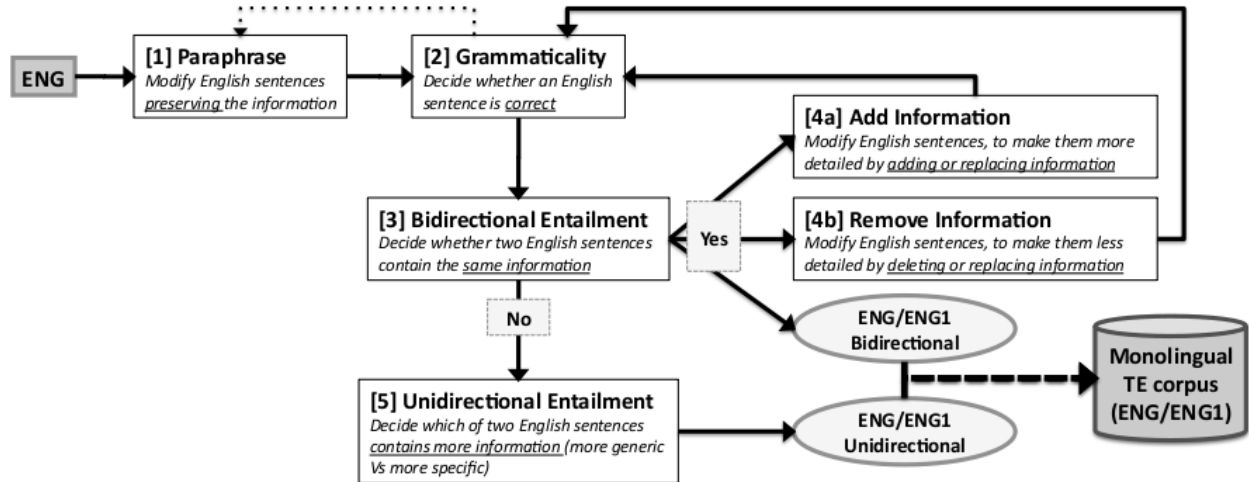 ENG
[1] Paraphrase
Modify English sentences
preserving the information
[2] Grammaticality
Decide whether an English
sentence is correct
[4a] Add Information
Modify English sentences, to make them more
detailed by adding or replacing information
[3] Bidirectional Entailment
Decide whether two English sentences
contain the same information
Yes
[4b] Remove Information
Modify English sentences, to make them less
detailed by deleting or replacing information
No
ENG/ENG1
Bidirectional
Monolingual
TE corpus
(ENG/ENG1)
[5] Unidirectional Entailment
Decide which of two English sentences
contains more information (more generic
Vs more specific)
ENG/ENG1
Unidirectional